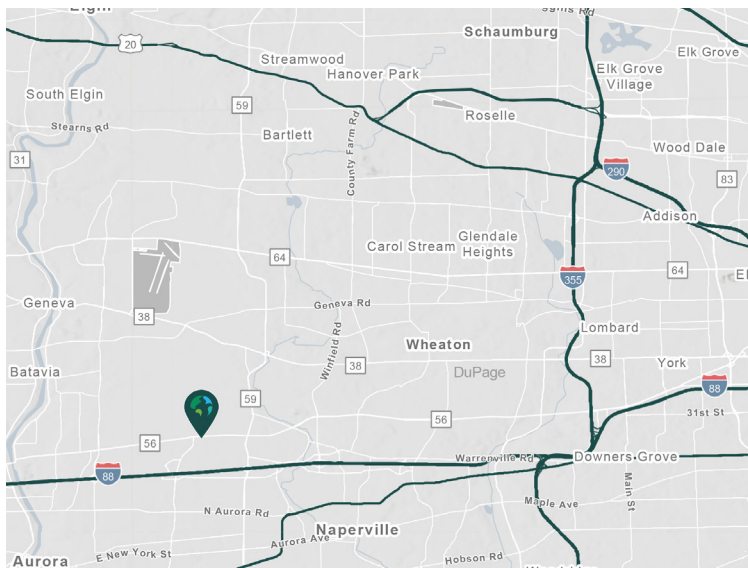 Elgin
ggins Rd
Schaumburg
20
Streamwood
Hanover Park
Elk Grove
Elk Grove
Village
South Elgin
59
Roselle
Stearns Rd
Bartlett
County Farm Rd
Wood Dale
31
290
83
Addison
Carol Stream
Glendale
Heights
64
64
El
355
Geneva
38
Geneva Rd
Lombard
Winfield Rd
Wheaton
38
38
York
Batavia
DuPage
88
59
31st St
56
56
Warrenville Rd
Downers Grove
88
Main St
Maple Ave
N Aurora Rd
Naperville
Aurora Ave
E New York St
Hobson Rd
Aurora